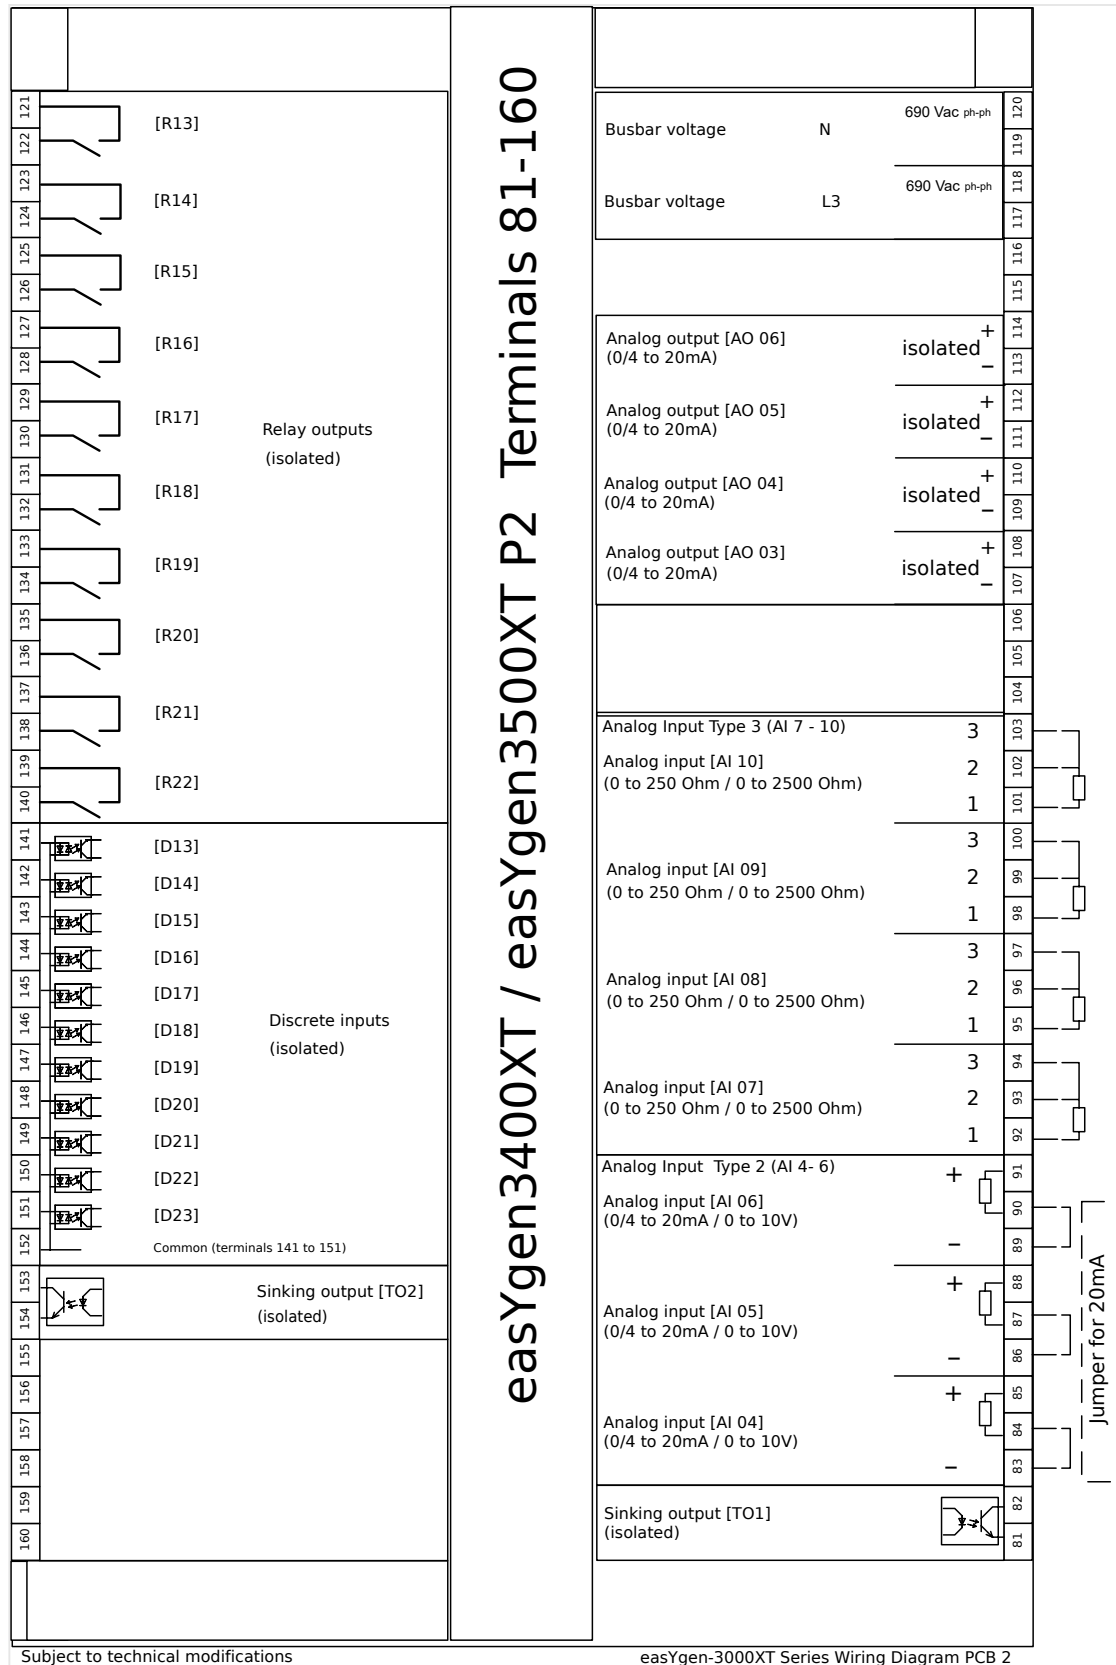 121
[R13]
122
123
[R14]
124
125
[R15]
126
127
[R16]
128
129
[R17]
130
Relay outputs
(isolated)
131
[R18]
132
133
[R19]
134
135
[R20]
136
137
[R21]
138
139
[R22]
140
141
[D13]
142
[D14]
143
[D15]
144
[D16]
145
[D17]
146
[D18]
Discrete inputs
(isolated)
147
[D19]
148
[D20]
149
[D21]
150
[D22]
151
[D23]
152
Common (terminals 141 to 151)
153
Sinking output [TO2]
(isolated)
154
155
156
157
158
159
160
easYgen3400XT / easYgen3500XT P2 Terminals 81-160
Busbar voltage N 690 Vac ph-ph
120
119
Busbar voltage L3 690 Vac ph-ph
118
117
116
115
Analog output [AO 06]
(0/4 to 20mA)
isolated
+
−
114
113
Analog output [AO 05]
(0/4 to 20mA)
isolated
+
−
112
111
Analog output [AO 04]
(0/4 to 20mA)
isolated
+
−
110
109
Analog output [AO 03]
(0/4 to 20mA)
isolated
+
−
108
107
106
105
104
Analog Input Type 3 (AI 7 - 10)
Analog input [AI 10]
(0 to 250 Ohm / 0 to 2500 Ohm)
3 103
2 102
1 101
Analog input [AI 09]
(0 to 250 Ohm / 0 to 2500 Ohm)
3 100
2 99
1 98
Analog input [AI 08]
(0 to 250 Ohm / 0 to 2500 Ohm)
3 97
2 96
1 95
Analog input [AI 07]
(0 to 250 Ohm / 0 to 2500 Ohm)
3 94
2 93
1 92
Analog Input Type 2 (AI 4- 6)
Analog input [AI 06]
(0/4 to 20mA / 0 to 10V)
+ 91
90
− 89
Analog input [AI 05]
(0/4 to 20mA / 0 to 10V)
+ 88
87
− 86
Analog input [AI 04]
(0/4 to 20mA / 0 to 10V)
+ 85
84
− 83
Jumper for 20mA
Sinking output [TO1]
(isolated)
82
81
Subject to technical modifications
easYgen-3000XT Series Wiring Diagram PCB 2